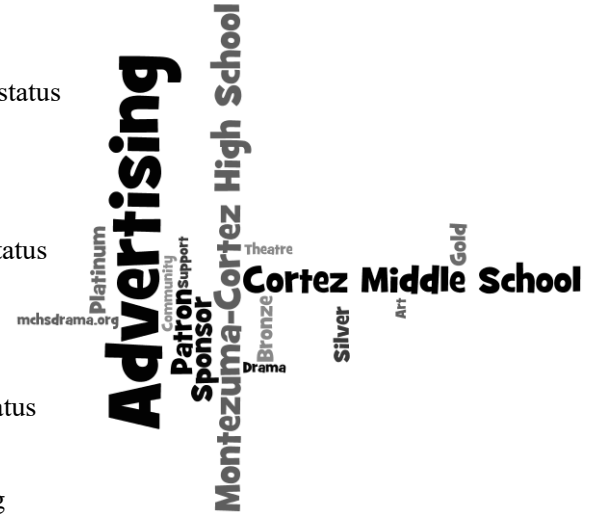 status
tatus
atus
g
Advertising
Montezuma-Cortez High School
Platinum
Community
support
Patron
Sponsor
Theatre
Gold
Cortez Middle School
mchsdrama.org
Bronze
Silver
Art
Drama